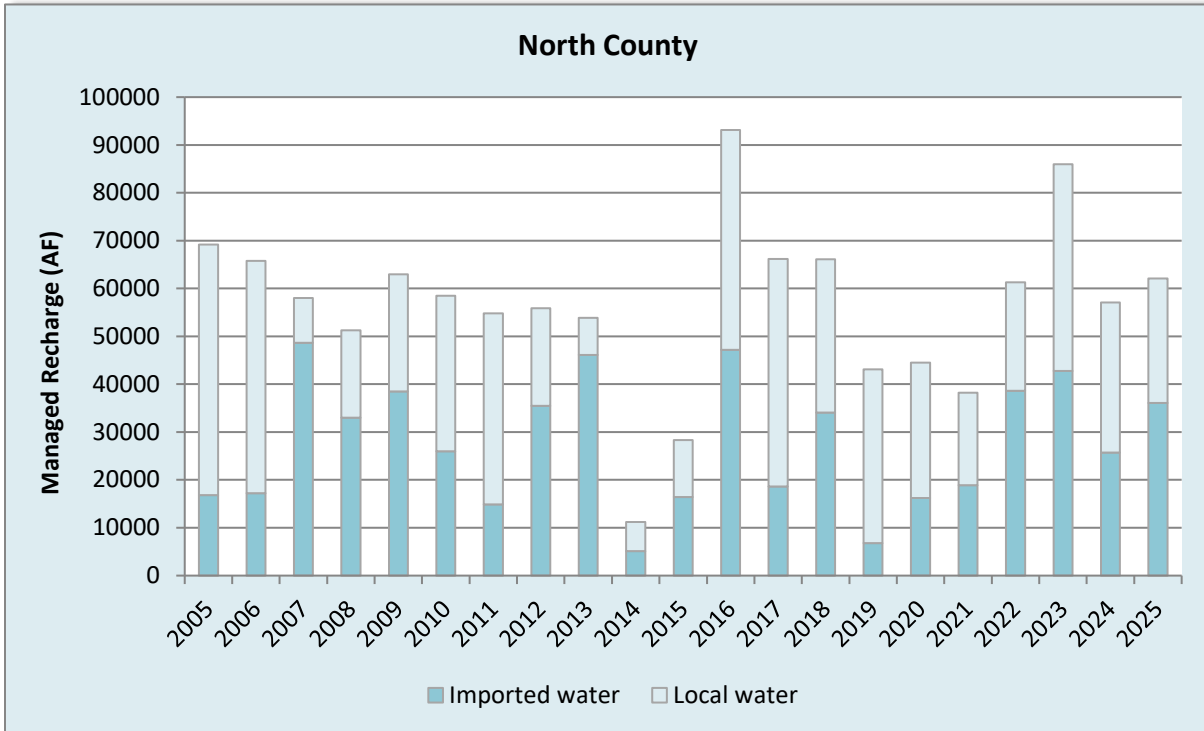 North County
Managed Recharge (AF)
100000
90000
80000
70000
60000
50000
40000
30000
20000
10000
0
2005 2006 2007 2008 2009 2010 2011 2012 2013 2014 2015 2016 2017 2018 2019 2020 2021 2022 2023 2024 2025
Imported water Local water